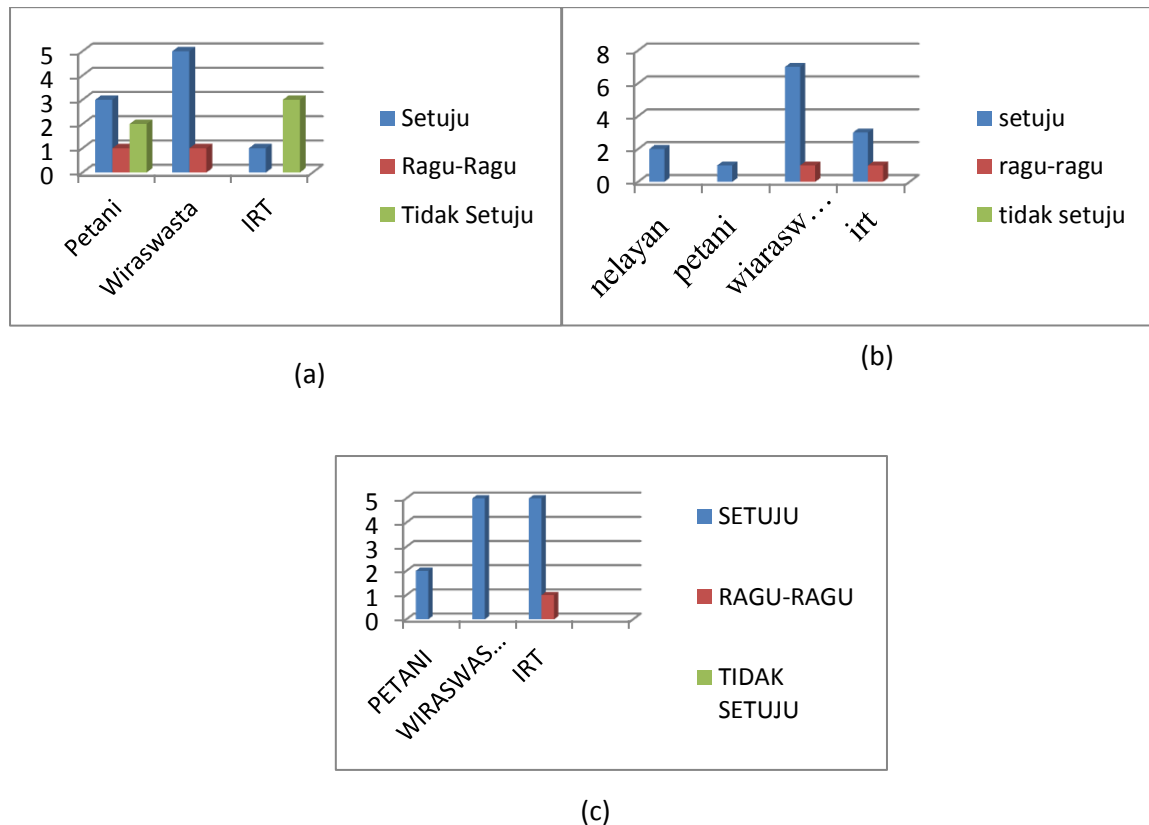 5
4
3
2
1
0
Petani
Wiraswasta
IRT
Setuju
Ragu-Ragu
Tidak Setuju
(a)
8
6
4
2
0
nelayan
petani
wiarasw...
irt
setuju
ragu-ragu
tidak setuju
(b)
5
4
3
2
1
0
PETANI
WIRASWAS...
IRT
SETUJU
RAGU-RAGU
TIDAK
SETUJU
(c)